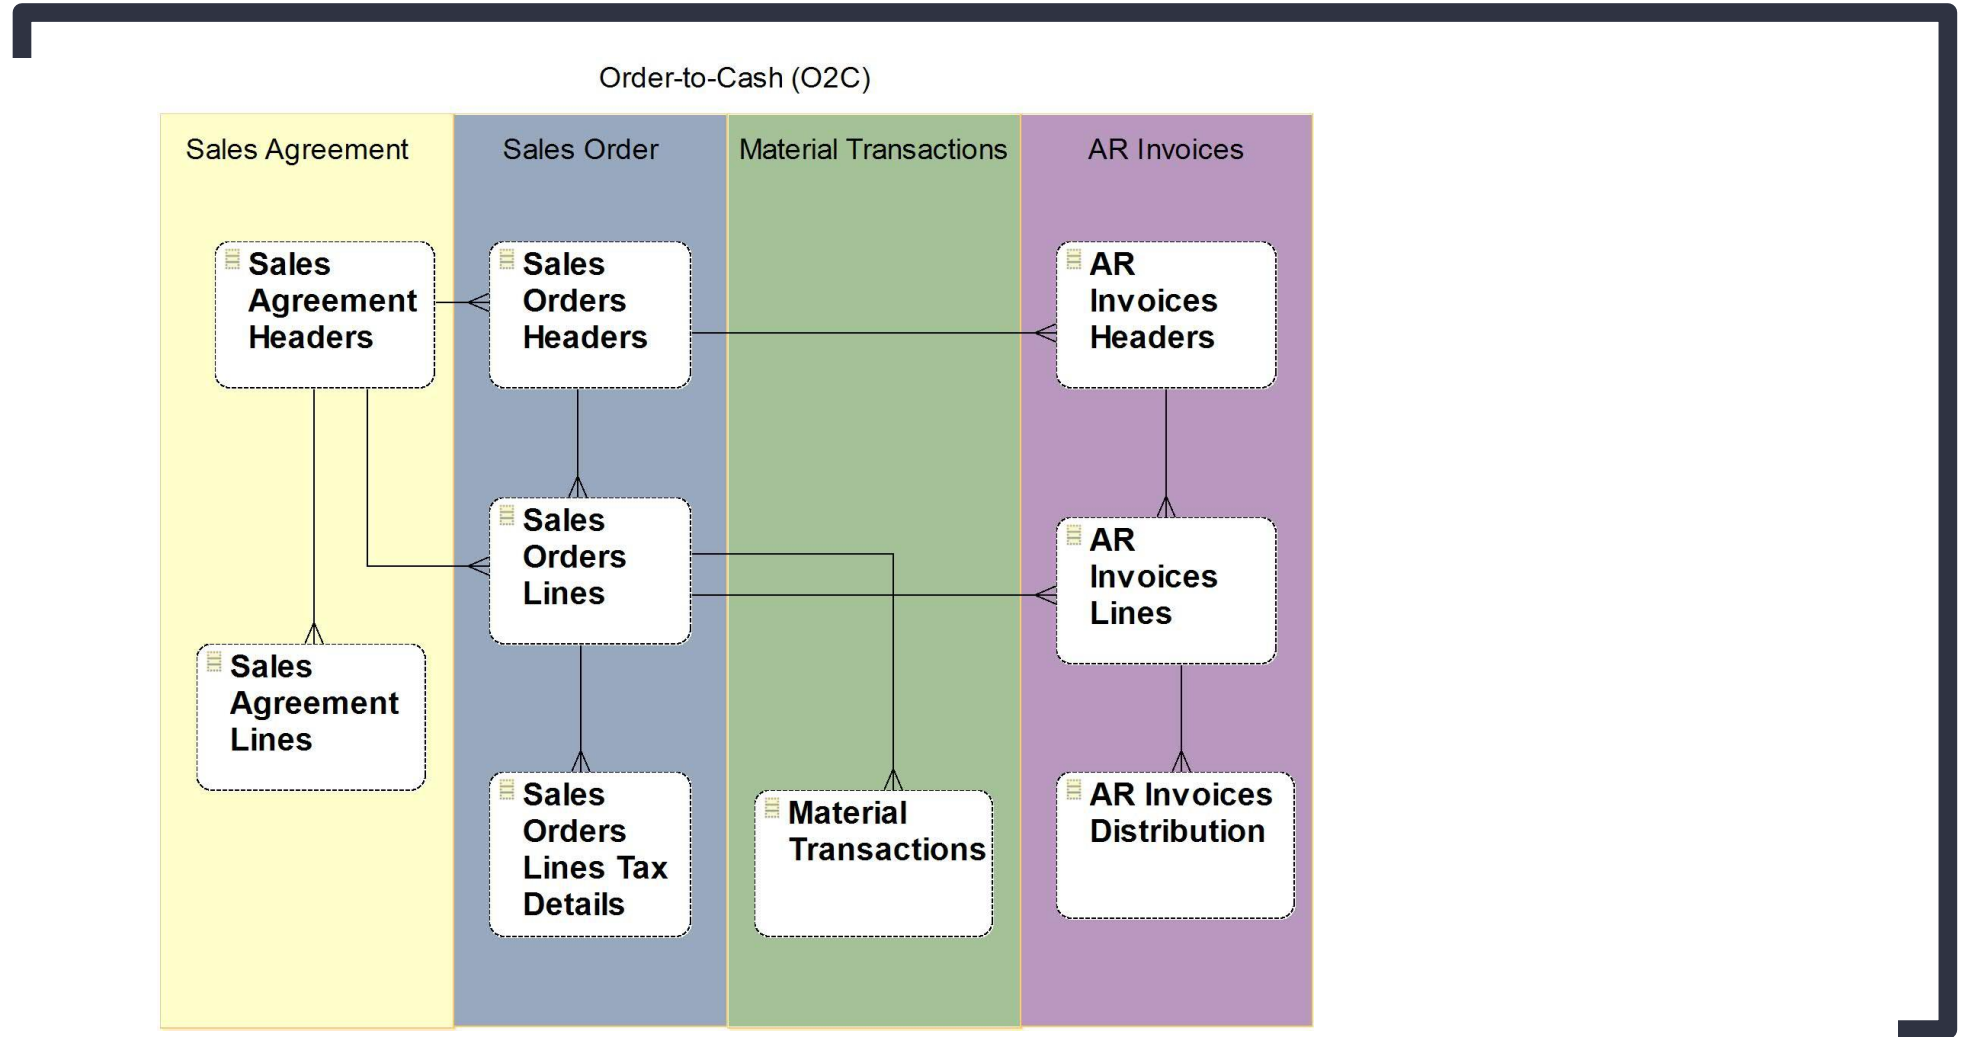 Order-to-Cash (O2C)
Sales Agreement
Sales Order
Material Transactions
AR Invoices
Sales
Agreement
Headers
Sales
Orders
Headers
AR
Invoices
Headers
Sales
Orders
Lines
AR
Invoices
Lines
Sales
Agreement
Lines
Sales
Orders
Lines Tax
Details
Material
Transactions
AR Invoices
Distribution